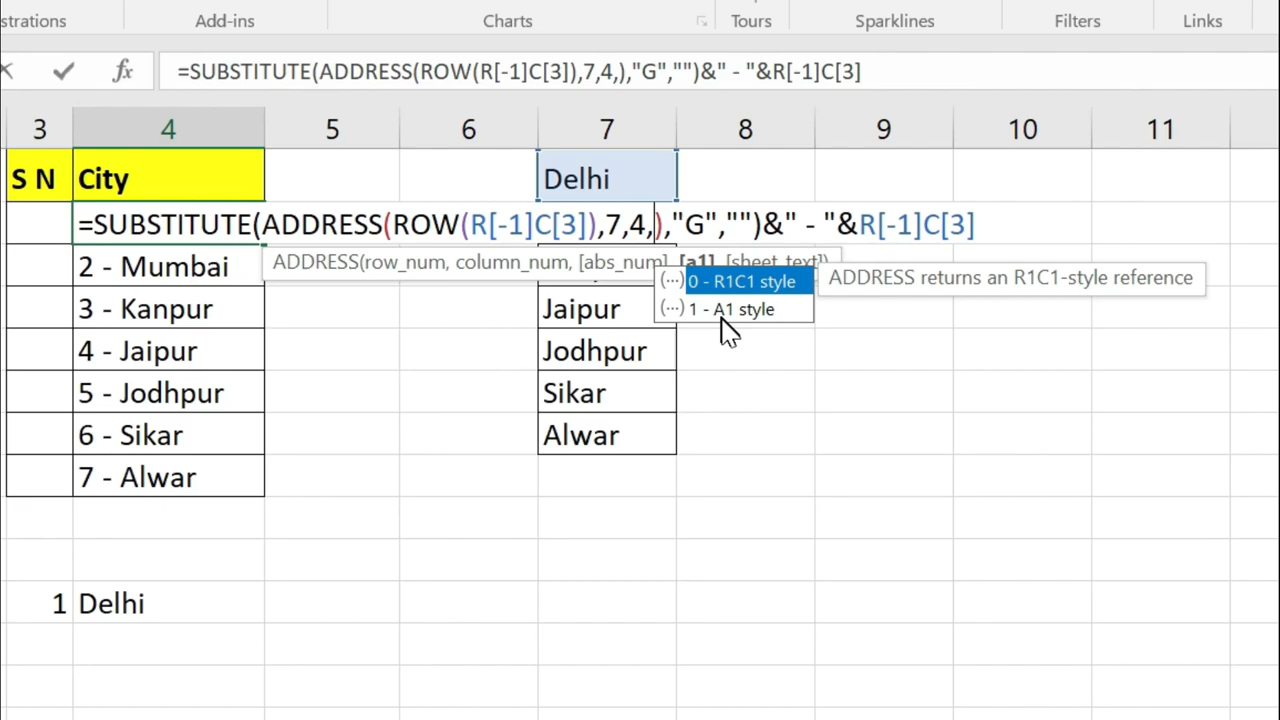 strations Add-ins Charts Tours Sparklines Filters Links
fx =SUBSTITUTE(ADDRESS(ROW(R[-1]C[3]),7,4,),"G","")&" - "&R[-1]C[3]
3 4 5 6 7 8 9 10 11
S N City Delhi
=SUBSTITUTE(ADDRESS(ROW(R[-1]C[3]),7,4,),"G","")&" - "&R[-1]C[3]
2 - Mumbai
ADDRESS(row_num, column_num, [abs_num], [a1], [sheet_text])
(...) 0 - R1C1 style ADDRESS returns an R1C1-style reference
3 - Kanpur Jaipur (...) 1 - A1 style
4 - Jaipur Jodhpur
5 - Jodhpur Sikar
6 - Sikar Alwar
7 - Alwar
1 Delhi